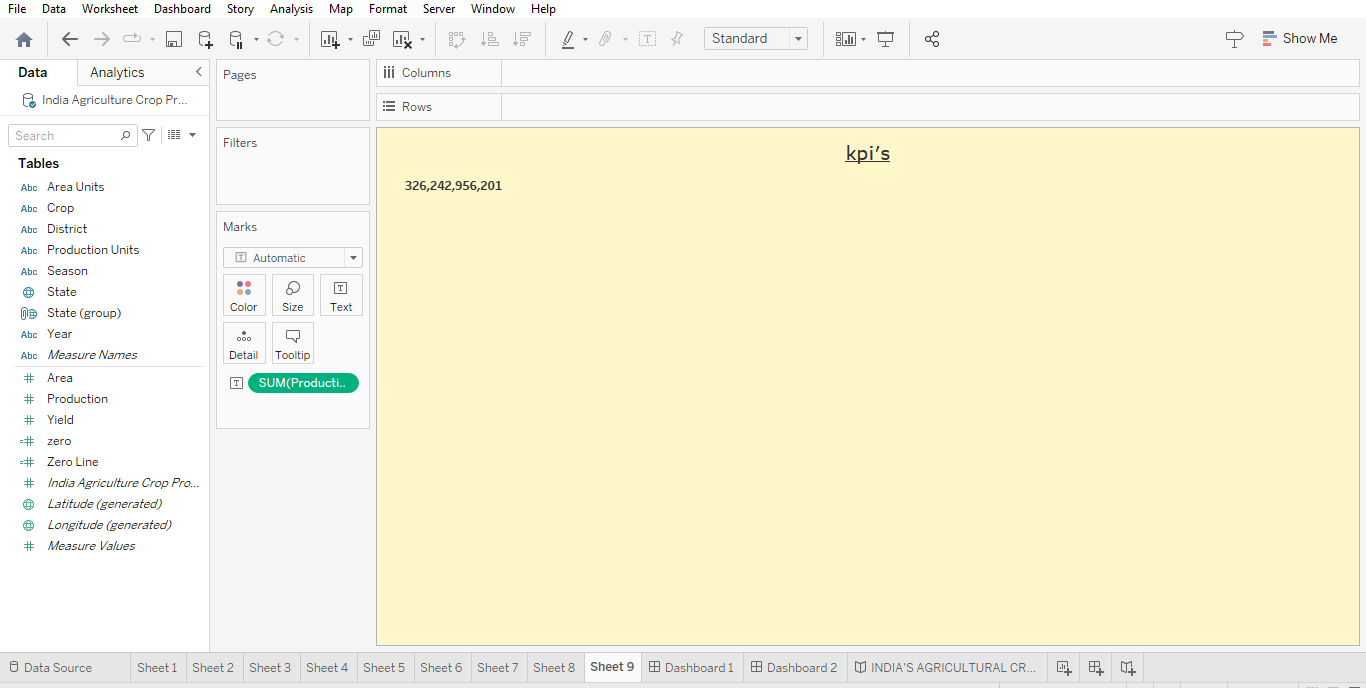 File Data Worksheet Dashboard Story Analysis Map Format Server Window Help
Standard
Show Me
Data Analytics
India Agriculture Crop Pr...
Search
Tables
Abc Area Units
Abc Crop
Abc District
Abc Production Units
Abc Season
State
State (group)
Abc Year
Abc Measure Names
# Area
# Production
# Yield
=# zero
=# Zero Line
# India Agriculture Crop Pro...
Latitude (generated)
Longitude (generated)
# Measure Values
Pages
Filters
Marks
T Automatic
Color Size Text
Detail Tooltip
T SUM(Producti..
Columns
Rows
kpi's
326,242,956,201
Data Source Sheet 1 Sheet 2 Sheet 3 Sheet 4 Sheet 5 Sheet 6 Sheet 7 Sheet 8 Sheet 9 Dashboard 1 Dashboard 2 INDIA'S AGRICULTURAL CR...